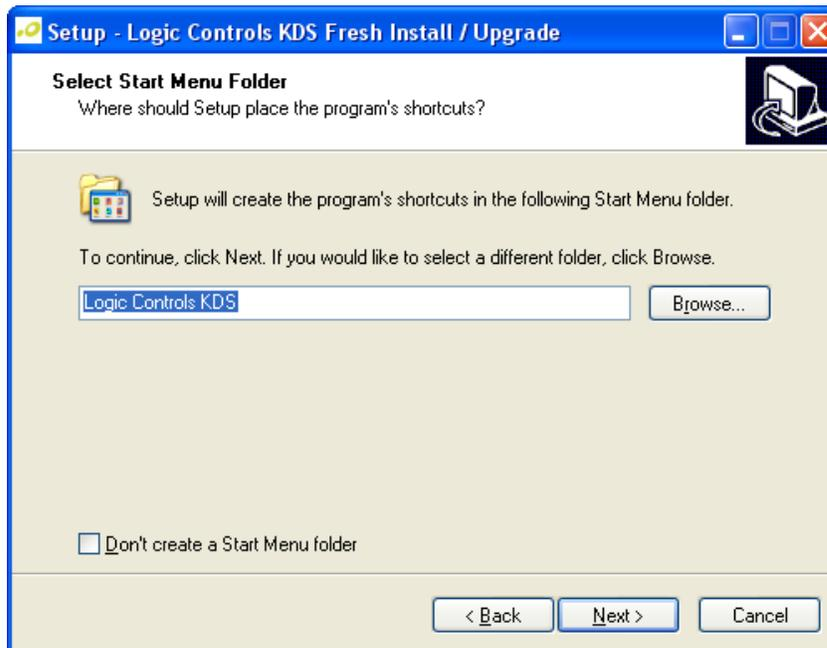 Setup - Logic Controls KDS Fresh Install / Upgrade
Select Start Menu Folder
Where should Setup place the program's shortcuts?
Setup will create the program's shortcuts in the following Start Menu folder.
To continue, click Next. If you would like to select a different folder, click Browse.
Logic Controls KDS
Browse...
Don't create a Start Menu folder
< Back
Next >
Cancel